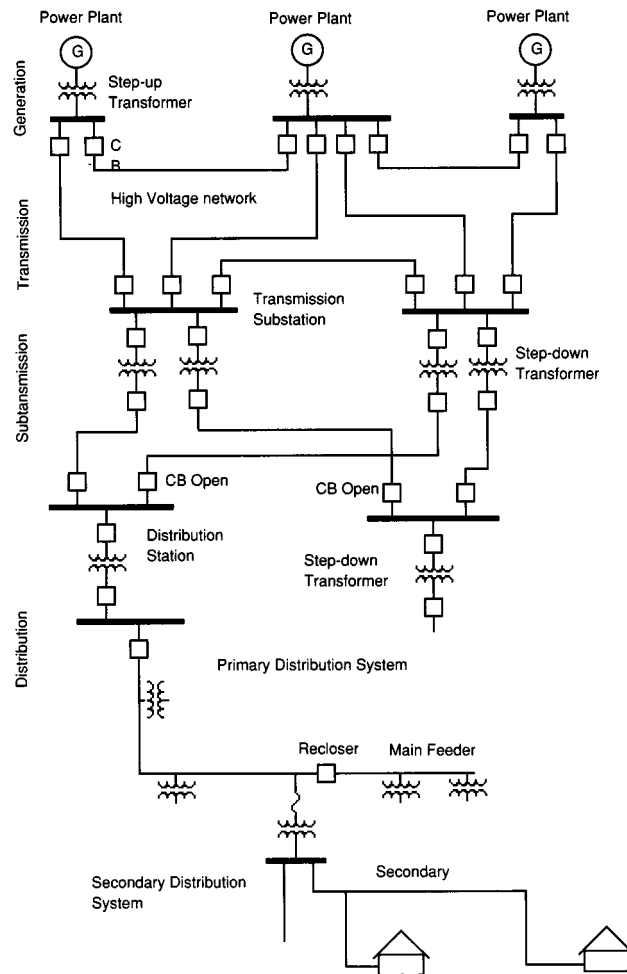 Power Plant
Power Plant
Power Plant
G
G
G
Generation
Step-up
Transformer
C
B
High Voltage network
Transmission
Transmission
Substation
Subtansmission
Step-down
Transformer
CB Open
CB Open
Distribution
Station
Step-down
Transformer
Distribution
Primary Distribution System
Recloser
Main Feeder
Secondary Distribution
System
Secondary